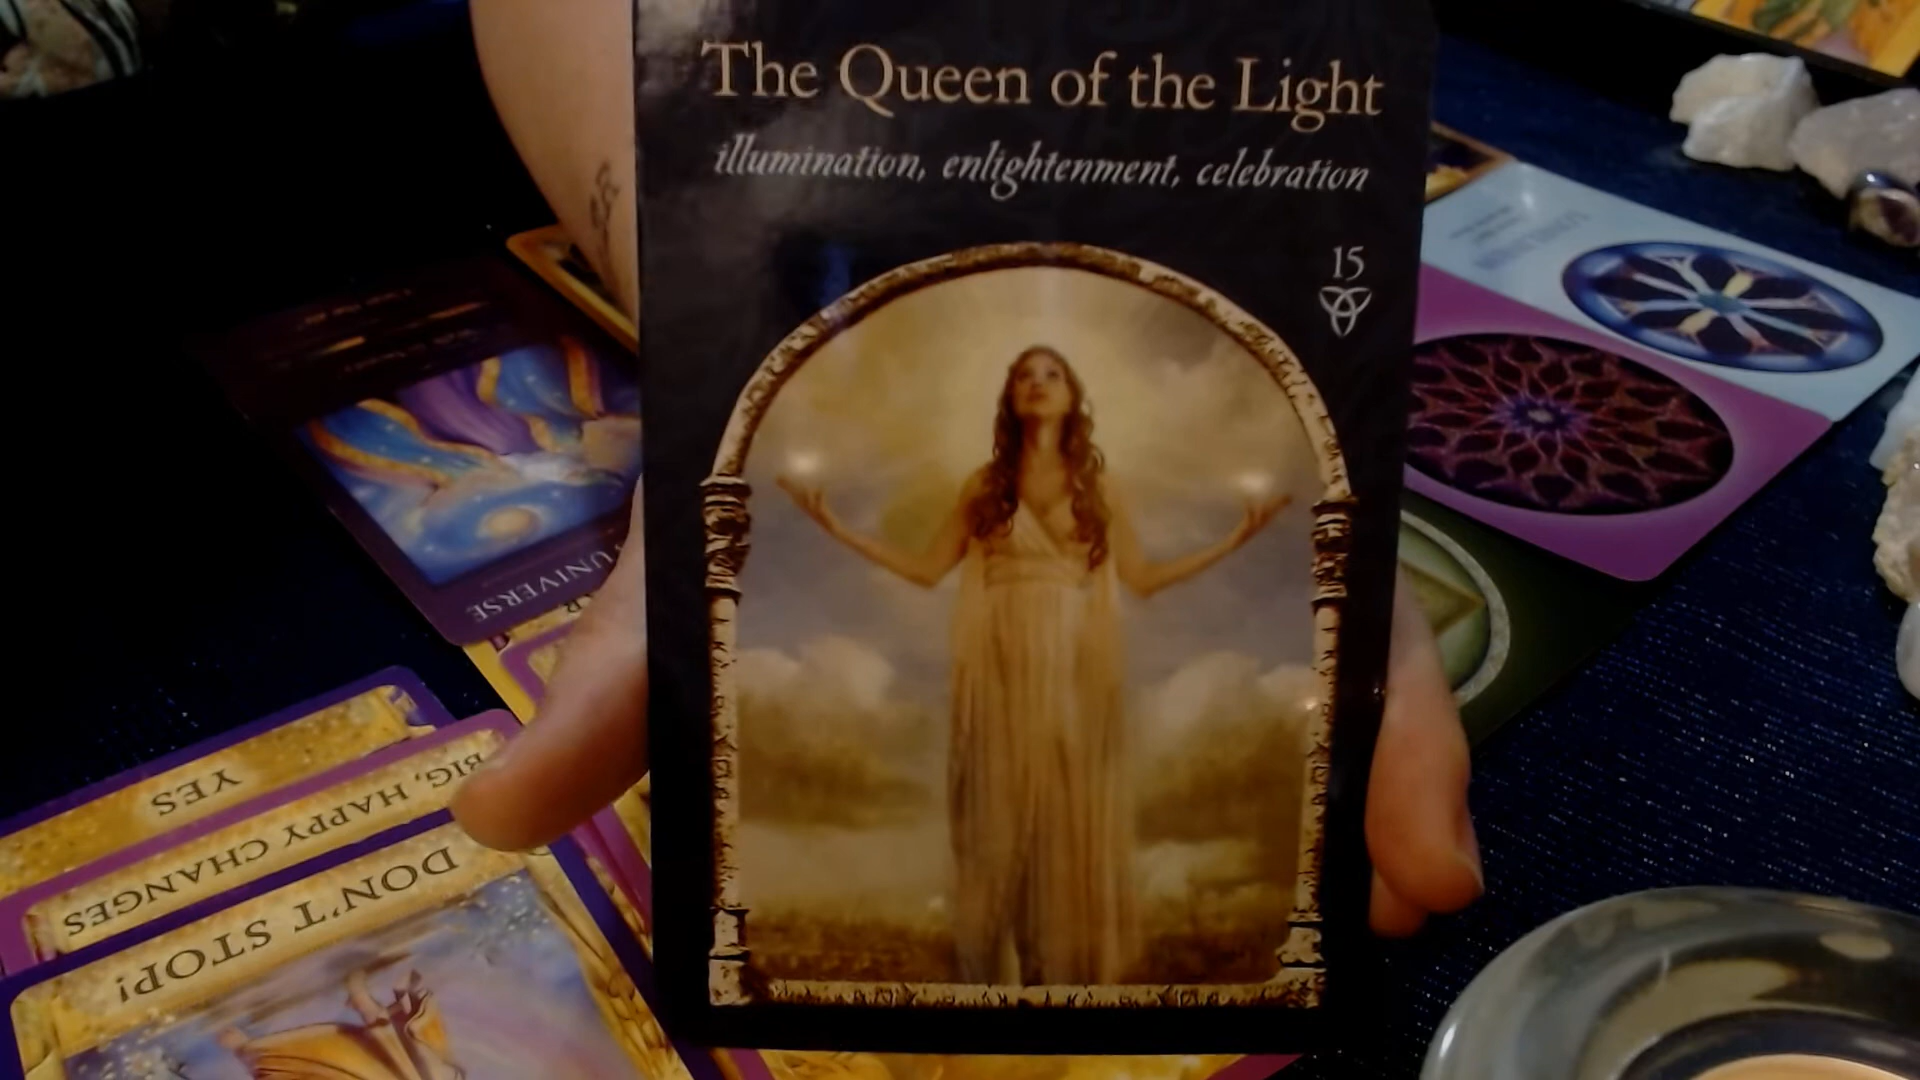 The Queen of the Light
illumination, enlightenment, celebration
15
UNIVERSE
YES
BIG, HAPPY CHANGES
DON'T STOP!